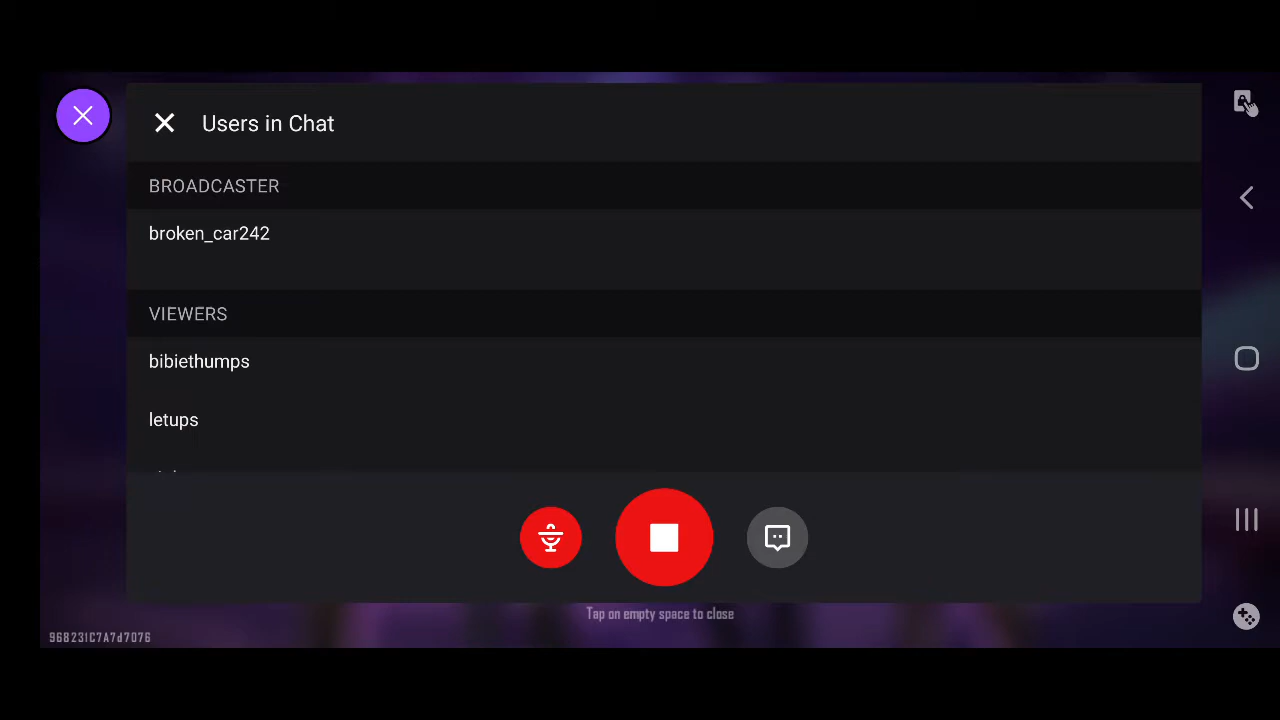 Users in Chat
BROADCASTER
broken_car242
VIEWERS
bibiethumps
letups
Tap on empty space to close
968231C7A7d7076